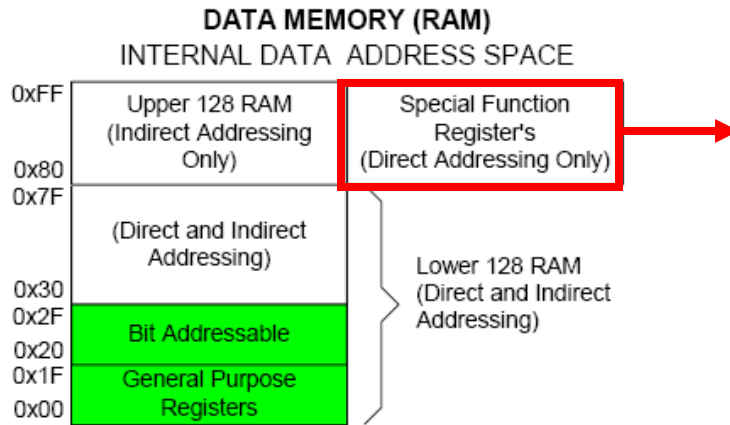 DATA MEMORY (RAM)
INTERNAL DATA ADDRESS SPACE
0xFF
Upper 128 RAM
(Indirect Addressing
Only)
Special Function
Register's
(Direct Addressing Only)
0x80
0x7F
(Direct and Indirect
Addressing)
Lower 128 RAM
(Direct and Indirect
Addressing)
0x30
0x2F
Bit Addressable
0x20
0x1F
General Purpose
Registers
0x00